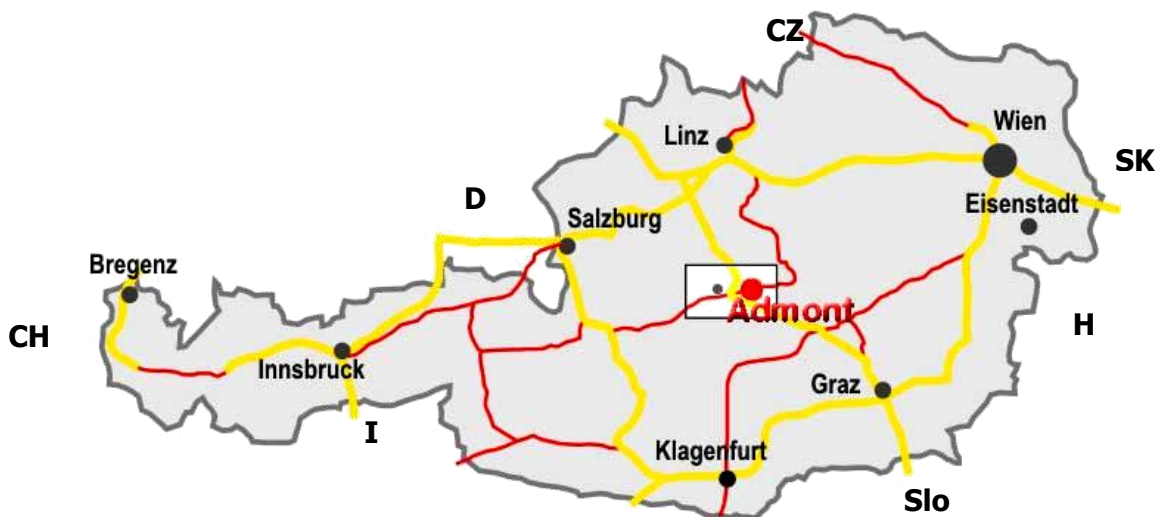 CZ
Linz
Wien
SK
D
Eisenstadt
Salzburg
Bregenz
Admont
H
CH
Innsbruck
Graz
I
Klagenfurt
Slo